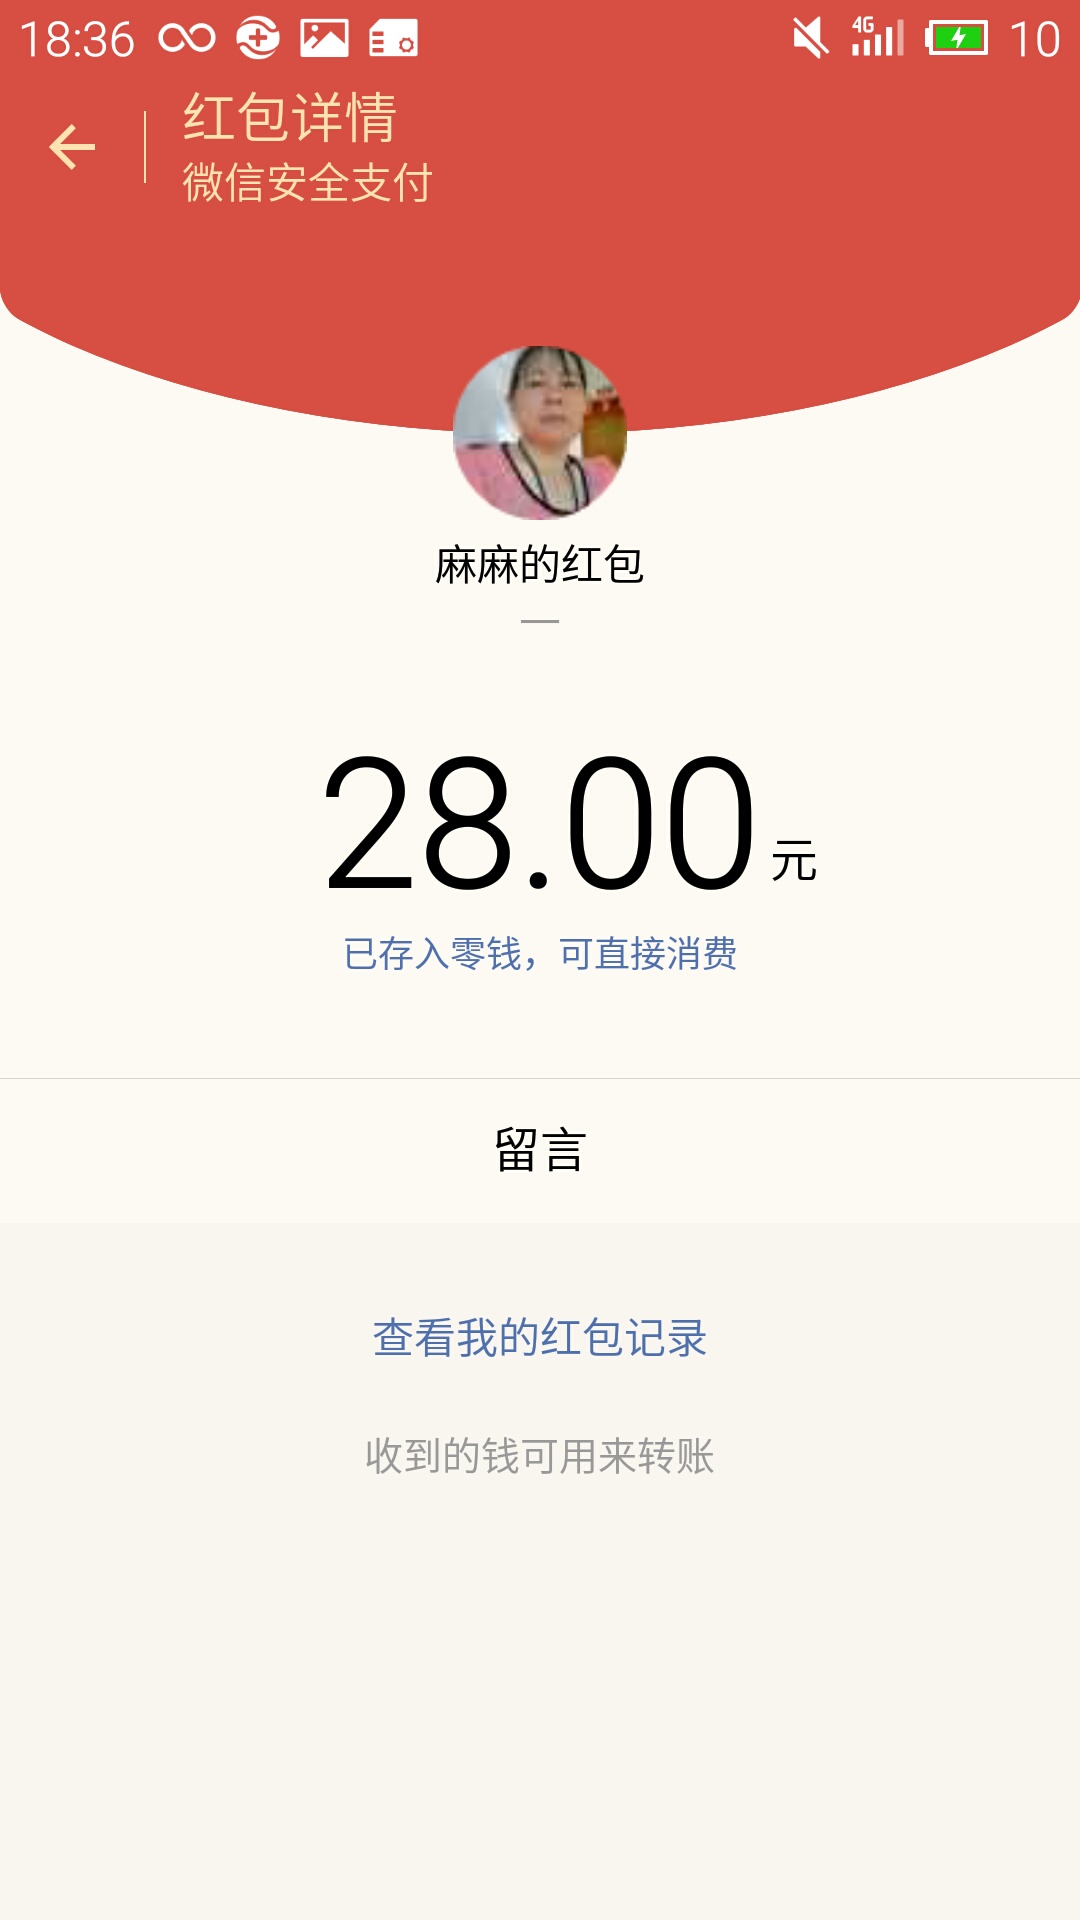 18:36 4G 10
红包详情
微信安全支付
麻麻的红包
—
28.00元
已存入零钱，可直接消费
留言
查看我的红包记录
收到的钱可用来转账